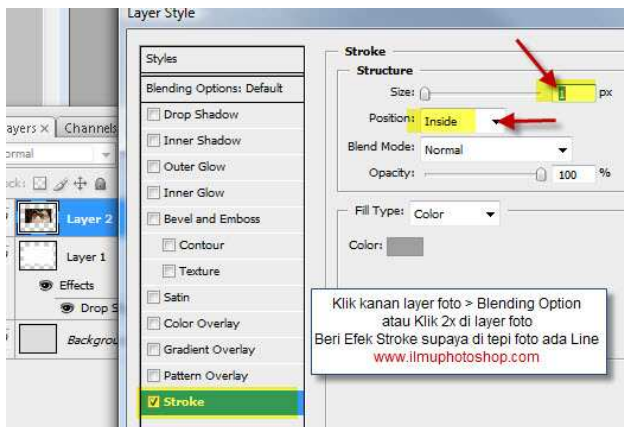 Layer Style
Styles
Blending Options: Default
Drop Shadow
Inner Shadow
Outer Glow
Inner Glow
Bevel and Emboss
Contour
Texture
Satin
Color Overlay
Gradient Overlay
Pattern Overlay
Stroke
Stroke
Structure
Size: 1 px
Position: Inside
Blend Mode: Normal
Opacity: 100 %
Fill Type: Color
Color:
Klik kanan layer foto > Blending Option
atau Klik 2x di layer foto
Beri Efek Stroke supaya di tepi foto ada Line
www.ilmuphotoshop.com
ayers × Channels
ormal
ock:
Layer 2
Layer 1
Effects
Drop S
Backgrou